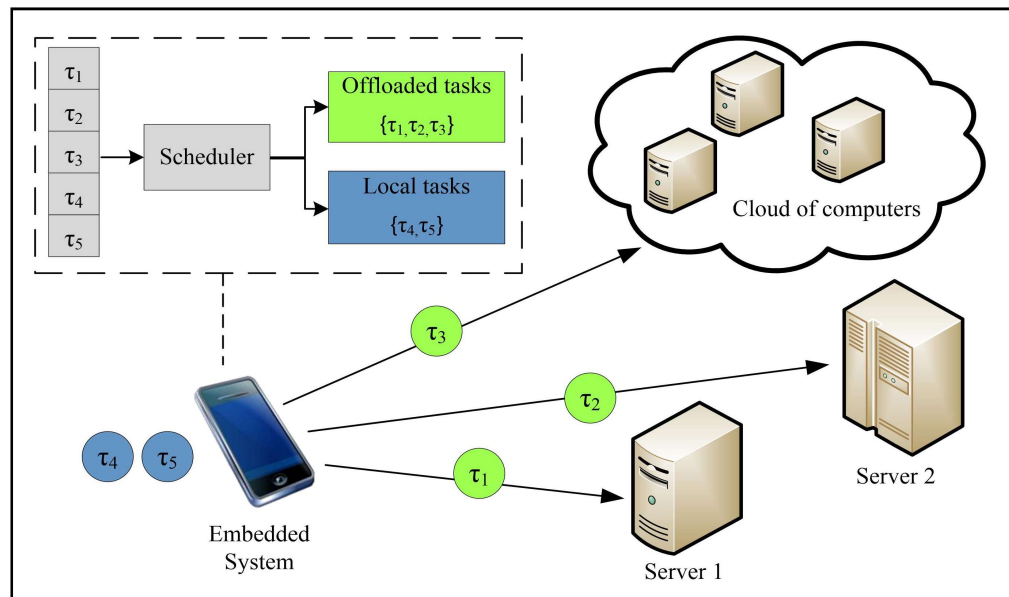 τ₁
τ₂
τ₃
τ₄
τ₅
Scheduler
Offloaded tasks
{τ₁,τ₂,τ₃}
Local tasks
{τ₄,τ₅}
Cloud of computers
τ₃
τ₂
τ₁
τ₄
τ₅
Embedded
System
Server 1
Server 2